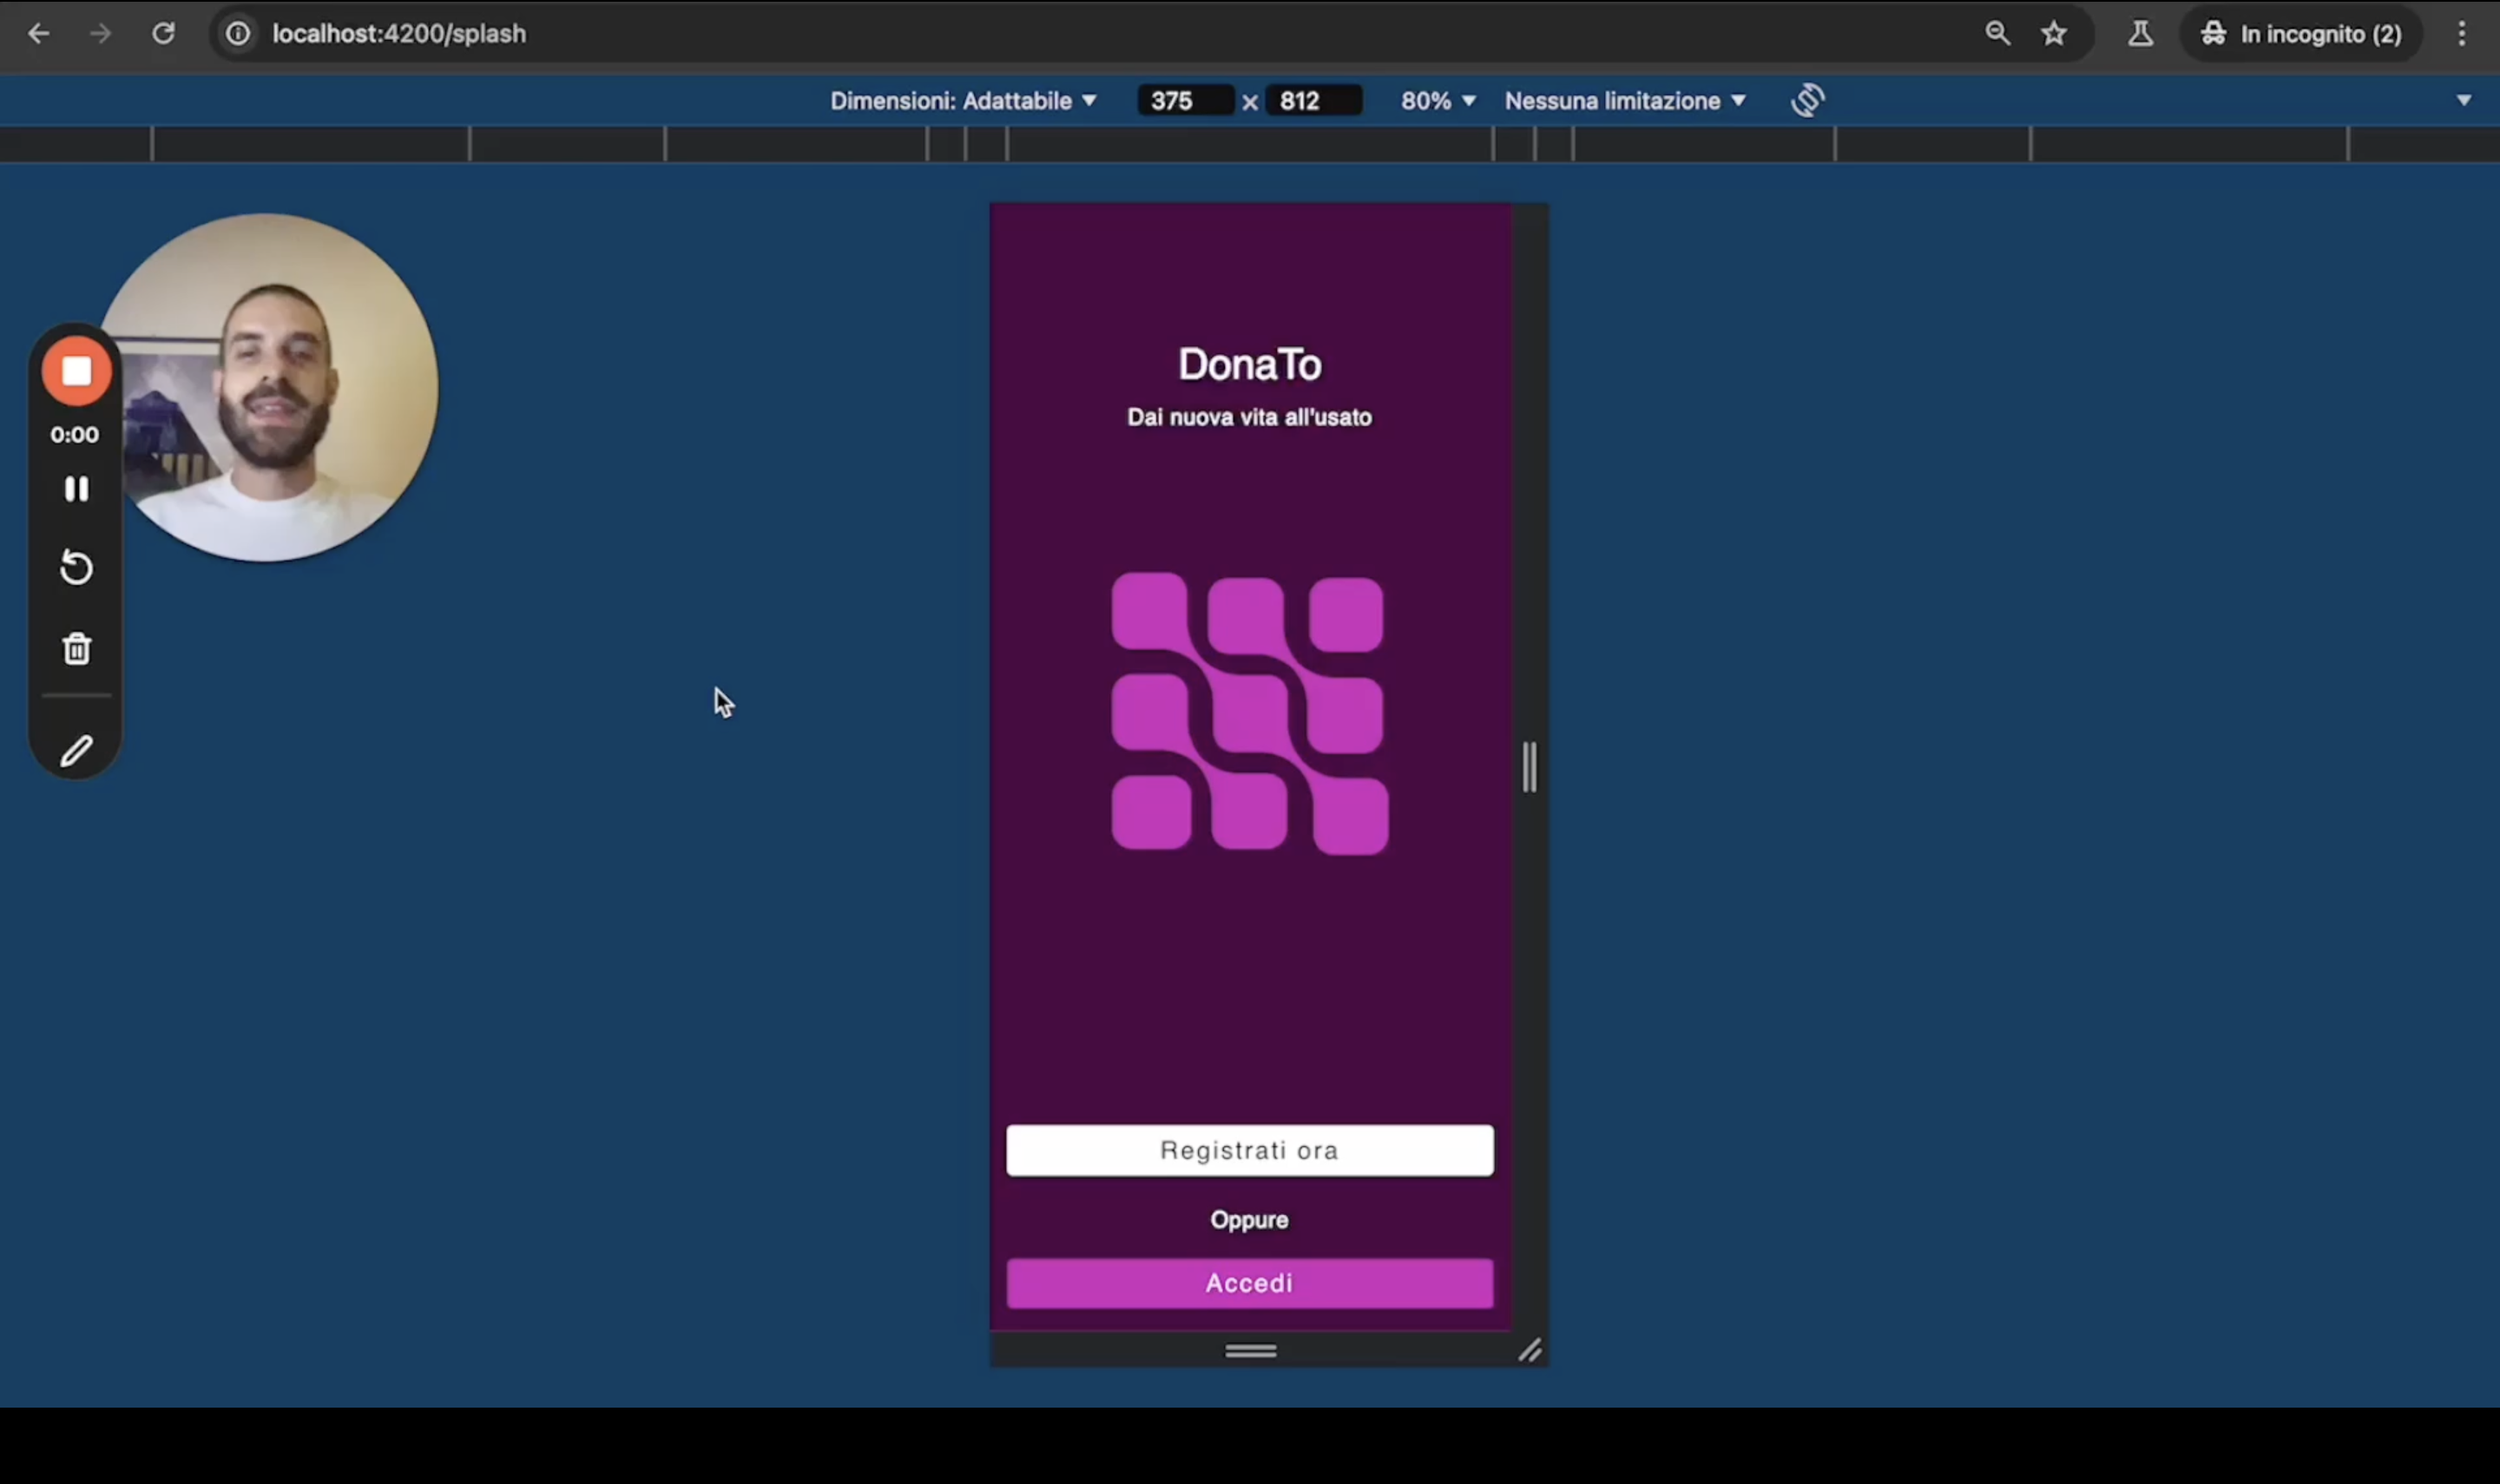 localhost:4200/splash
In incognito (2)
Dimensioni: Adattabile
375 x 812
80%
Nessuna limitazione
0:00
DonaTo
Dai nuova vita all'usato
Registrati ora
Oppure
Accedi